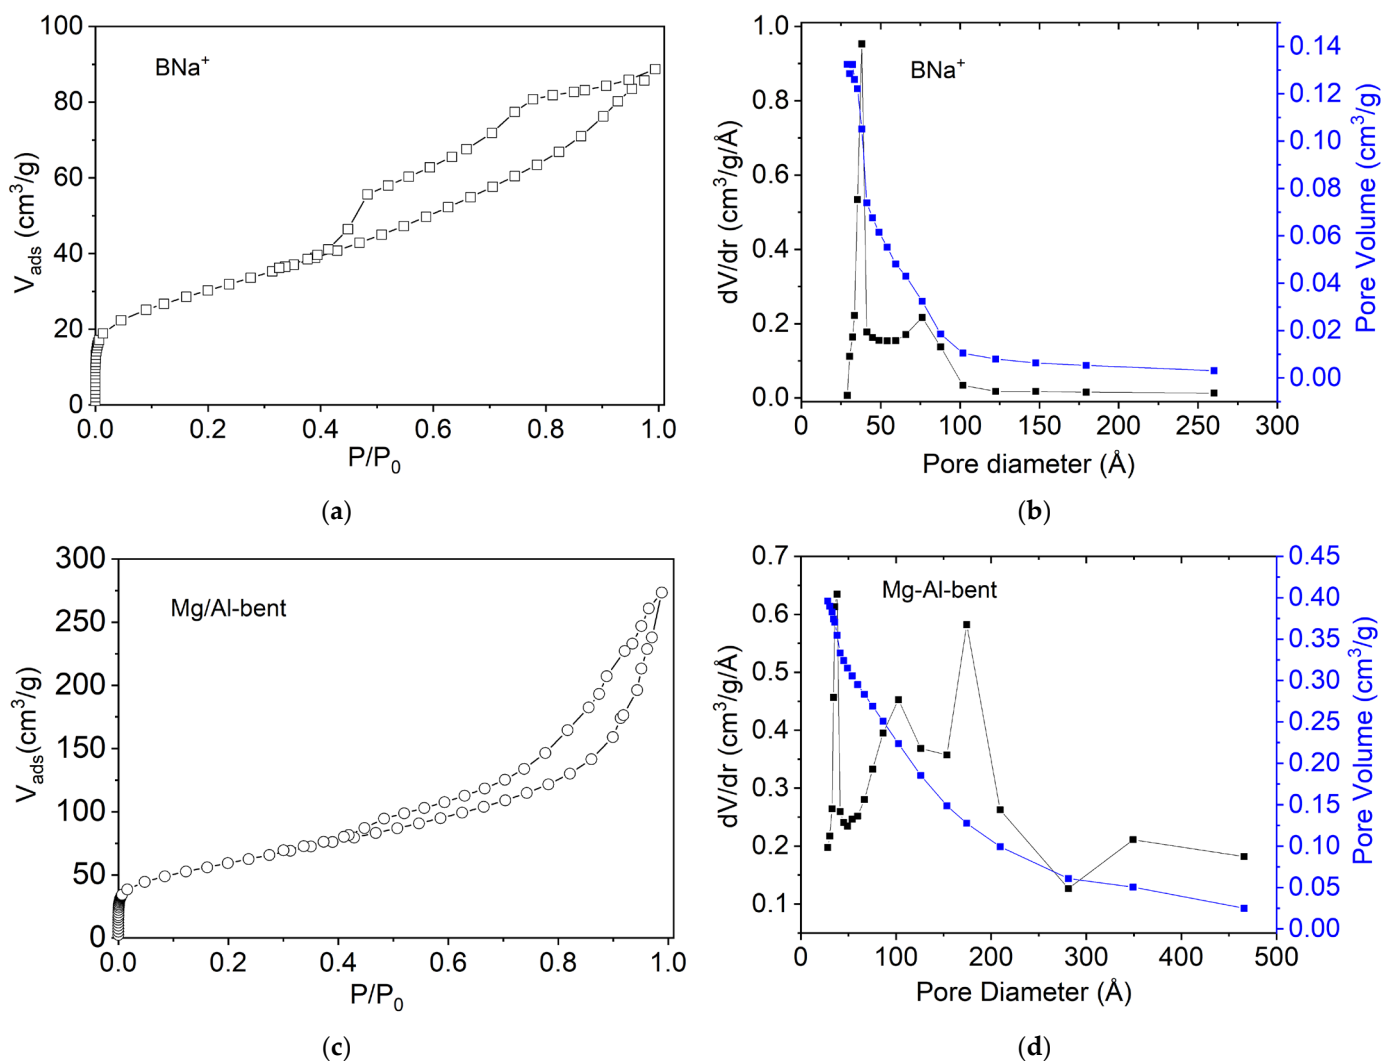 100
80
60
40
20
0
V_ads (cm³/g)
BNa⁺
0.0 0.2 0.4 0.6 0.8 1.0
P/P₀
(a)
1.0
0.8
0.6
0.4
0.2
0.0
dV/dr (cm³/g/Å)
BNa⁺
0.14
0.12
0.10
0.08
0.06
0.04
0.02
0.00
Pore Volume (cm³/g)
0 50 100 150 200 250 300
Pore diameter (Å)
(b)
300
250
200
150
100
50
0
V_ads(cm³/g)
Mg/Al-bent
0.0 0.2 0.4 0.6 0.8 1.0
P/P₀
(c)
0.7
0.6
0.5
0.4
0.3
0.2
0.1
dV/dr (cm³/g/Å)
Mg-Al-bent
0.45
0.40
0.35
0.30
0.25
0.20
0.15
0.10
0.05
0.00
Pore Volume (cm³/g)
0 100 200 300 400 500
Pore Diameter (Å)
(d)